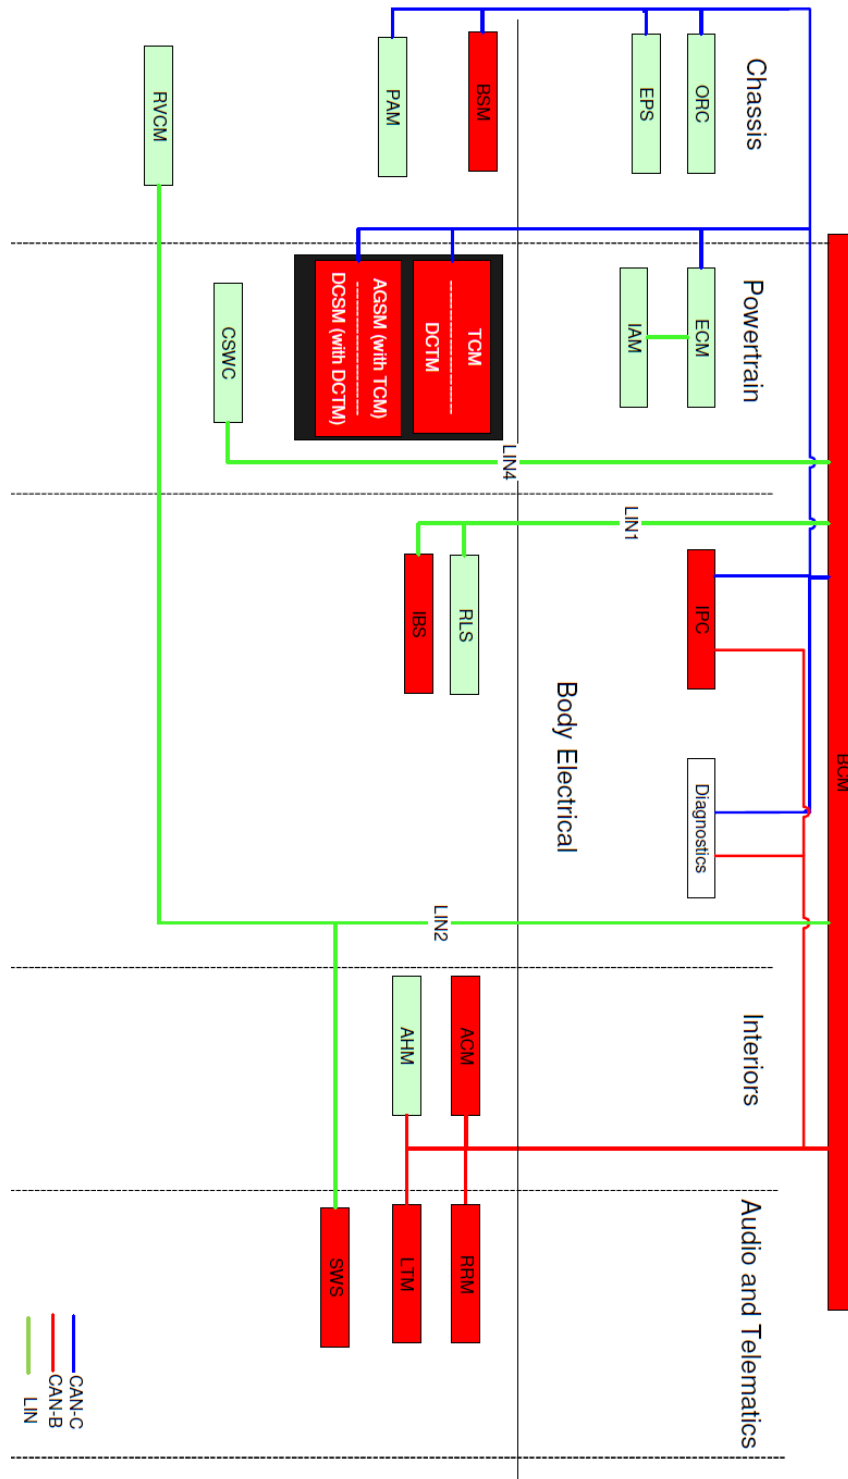 BCM
Chassis
Powertrain
Body Electrical
Interiors
Audio and Telematics
ORC
EPS
BSM
PAM
RVCM
ECM
IAM
TCM
DCTM
AGSM (with TCM)
DCSM (with DCTM)
CSWC
LIN4
LIN1
IPC
RLS
IBS
Diagnostics
LIN2
ACM
AHM
RRM
LTM
SWS
CAN-C
CAN-B
LIN